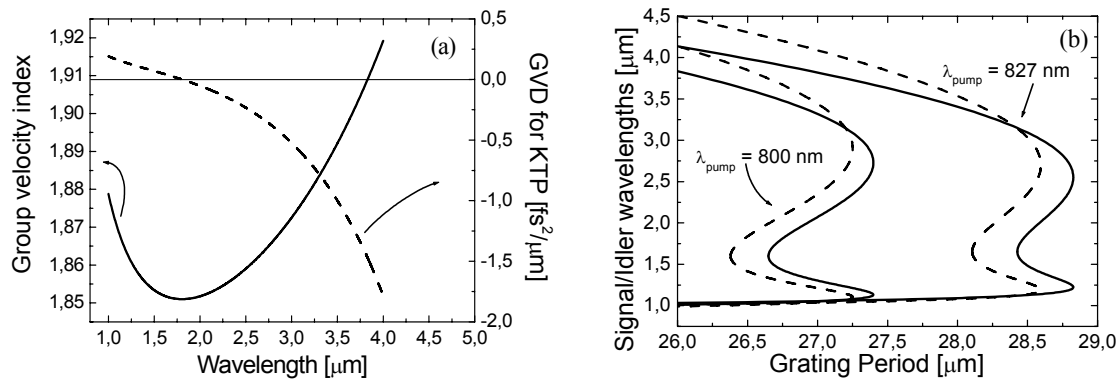 (a)
Group velocity index
1,92
1,91
1,90
1,89
1,88
1,87
1,86
1,85
1,0 1,5 2,0 2,5 3,0 3,5 4,0 4,5 5,0
Wavelength [μm]
0,5
0,0
-0,5
-1,0
-1,5
-2,0
GVD for KTP [fs²/μm]
(b)
Signal/Idler wavelengths [μm]
4,5
4,0
3,5
3,0
2,5
2,0
1,5
1,0
λpump = 827 nm
λpump = 800 nm
26,0 26,5 27,0 27,5 28,0 28,5 29,0
Grating Period [μm]